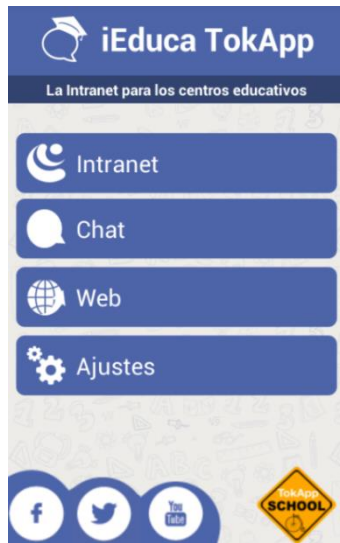 iEduca TokApp
La Intranet para los centros educativos
Intranet
Chat
Web
Ajustes
f
You
Tube
TokApp
SCHOOL